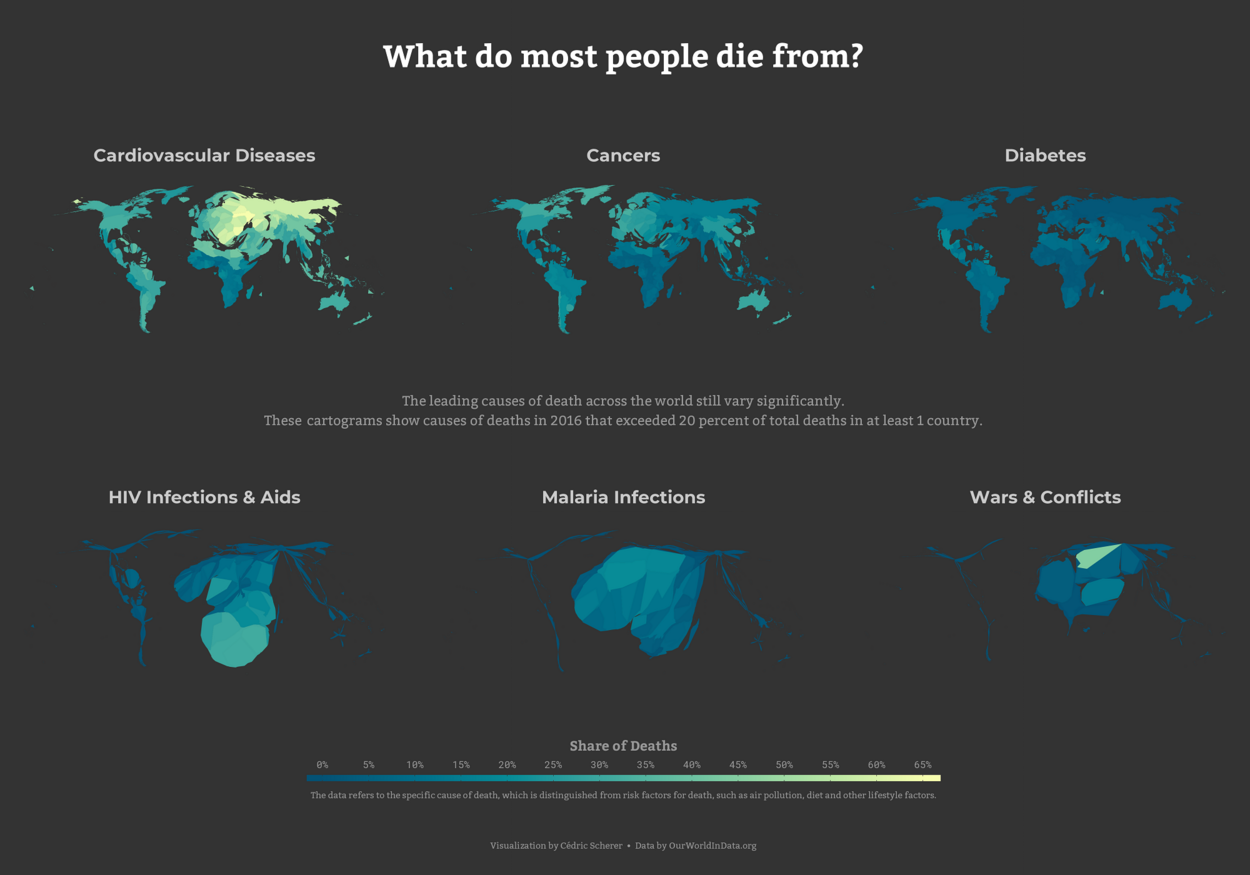 What do most people die from?
Cardiovascular Diseases
Cancers
Diabetes
The leading causes of death across the world still vary significantly.
These cartograms show causes of deaths in 2016 that exceeded 20 percent of total deaths in at least 1 country.
HIV Infections & Aids
Malaria Infections
Wars & Conflicts
Share of Deaths
0% 5% 10% 15% 20% 25% 30% 35% 40% 45% 50% 55% 60% 65%
The data refers to the specific cause of death, which is distinguished from risk factors for death, such as air pollution, diet and other lifestyle factors.
Visualization by Cédric Scherer • Data by OurWorldInData.org